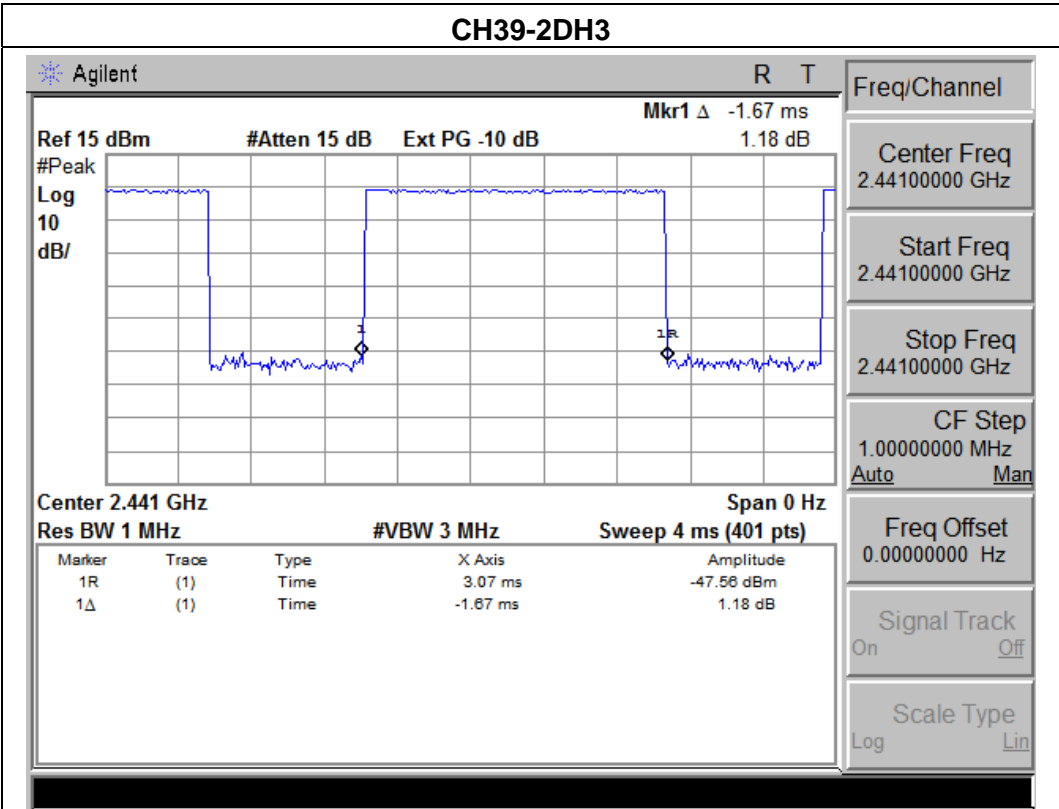 CH39-2DH3
Agilent
R T
Freq/Channel
Mkr1 Δ -1.67 ms
Ref 15 dBm #Atten 15 dB Ext PG -10 dB 1.18 dB
#Peak
Log
10
dB/
1
1R
Center 2.441 GHz Span 0 Hz
Res BW 1 MHz #VBW 3 MHz Sweep 4 ms (401 pts)
Marker Trace Type X Axis Amplitude
1R (1) Time 3.07 ms -47.56 dBm
1Δ (1) Time -1.67 ms 1.18 dB
Center Freq
2.44100000 GHz
Start Freq
2.44100000 GHz
Stop Freq
2.44100000 GHz
CF Step
1.00000000 MHz
Auto Man
Freq Offset
0.00000000 Hz
Signal Track
On Off
Scale Type
Log Lin